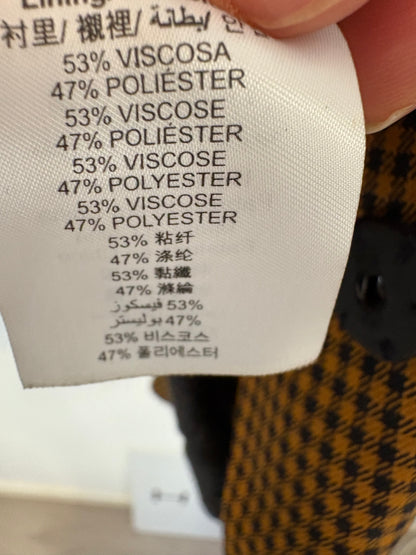 Lining:
衬里/ 襯裡/ بطانة/
53% VISCOSA
47% POLIÉSTER
53% VISCOSE
47% POLIÉSTER
53% VISCOSE
47% POLYESTER
53% VISCOSE
47% POLYESTER
53% 粘纤
47% 涤纶
53% 黏纖
47% 滌綸
53% فيسكوز
47% بوليستر
53% 비스코스
47% 폴리에스터